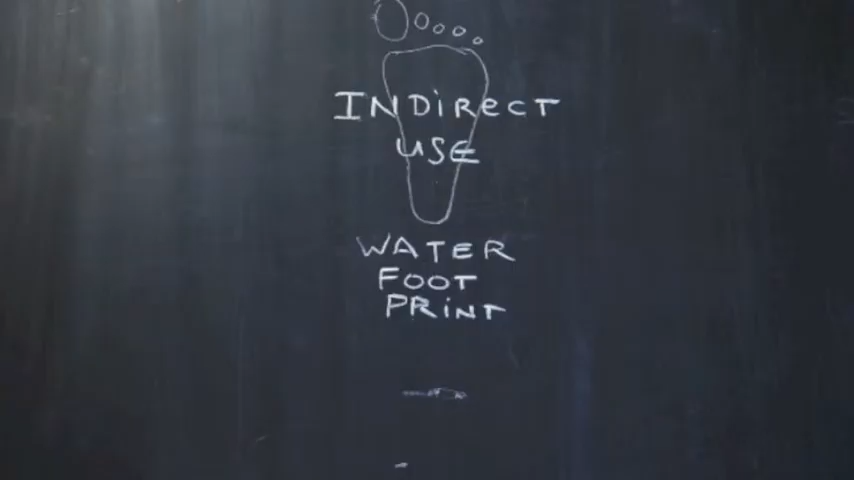 INDiRecT
USE
WATER
FOOT
PRiNT